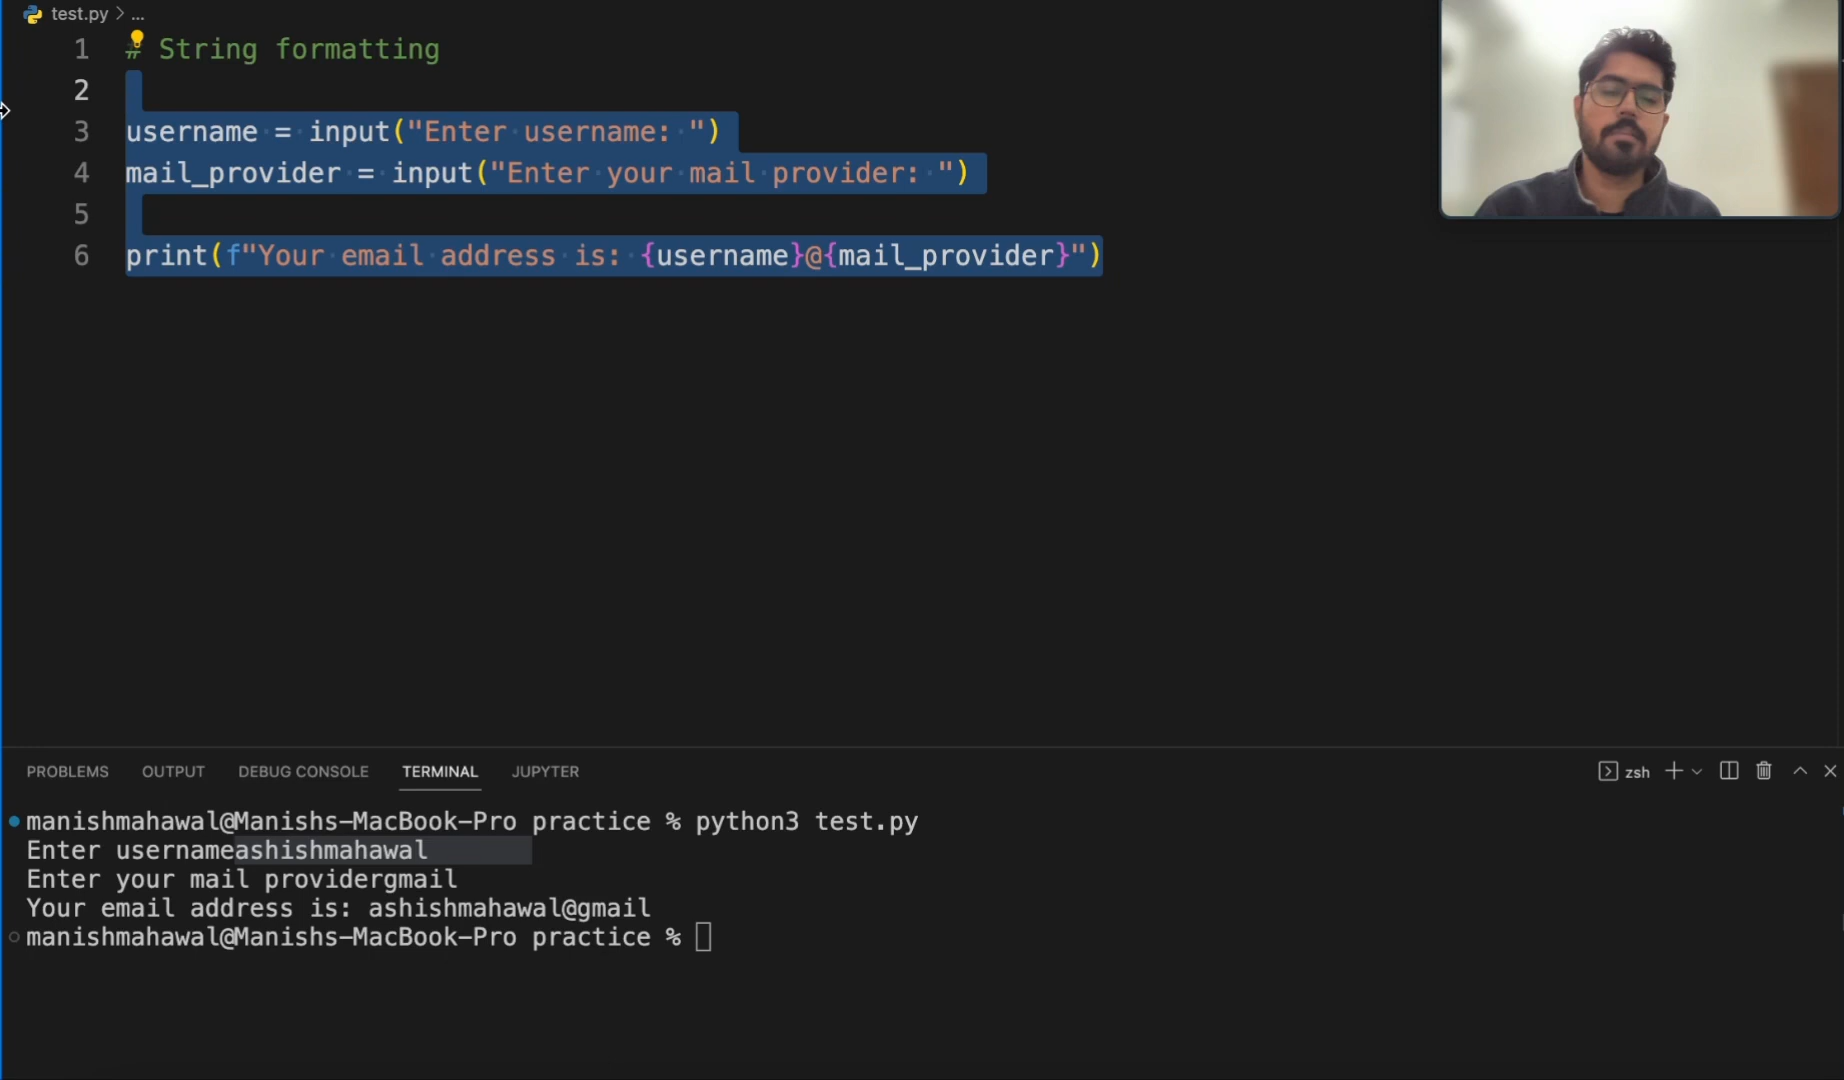 test.py > ...
1 # String formatting
2
3 username = input("Enter username: ")
4 mail_provider = input("Enter your mail provider: ")
5
6 print(f"Your email address is: {username}@{mail_provider}")
PROBLEMS OUTPUT DEBUG CONSOLE TERMINAL JUPYTER zsh
manishmahawal@Manishs-MacBook-Pro practice % python3 test.py
Enter usernameashishmahawal
Enter your mail providergmail
Your email address is: ashishmahawal@gmail
manishmahawal@Manishs-MacBook-Pro practice %